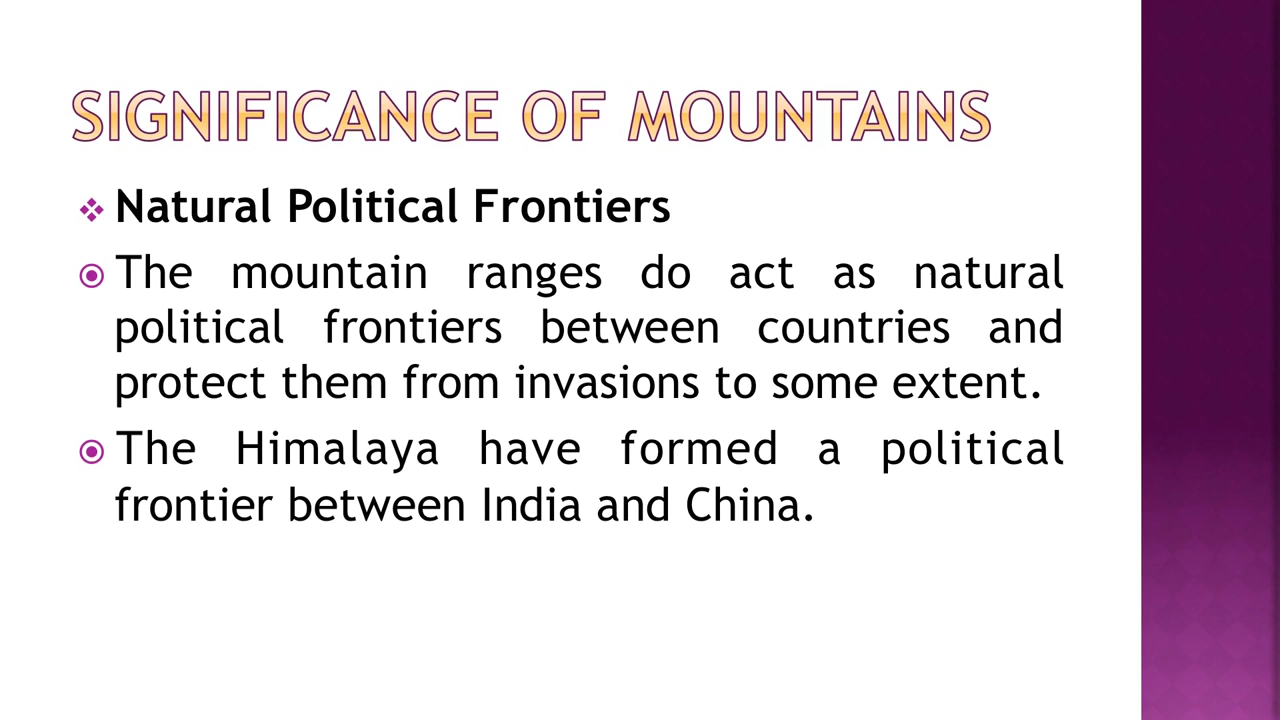 SIGNIFICANCE OF MOUNTAINS
Natural Political Frontiers
The mountain ranges do act as natural
political frontiers between countries and
protect them from invasions to some extent.
The Himalaya have formed a political
frontier between India and China.